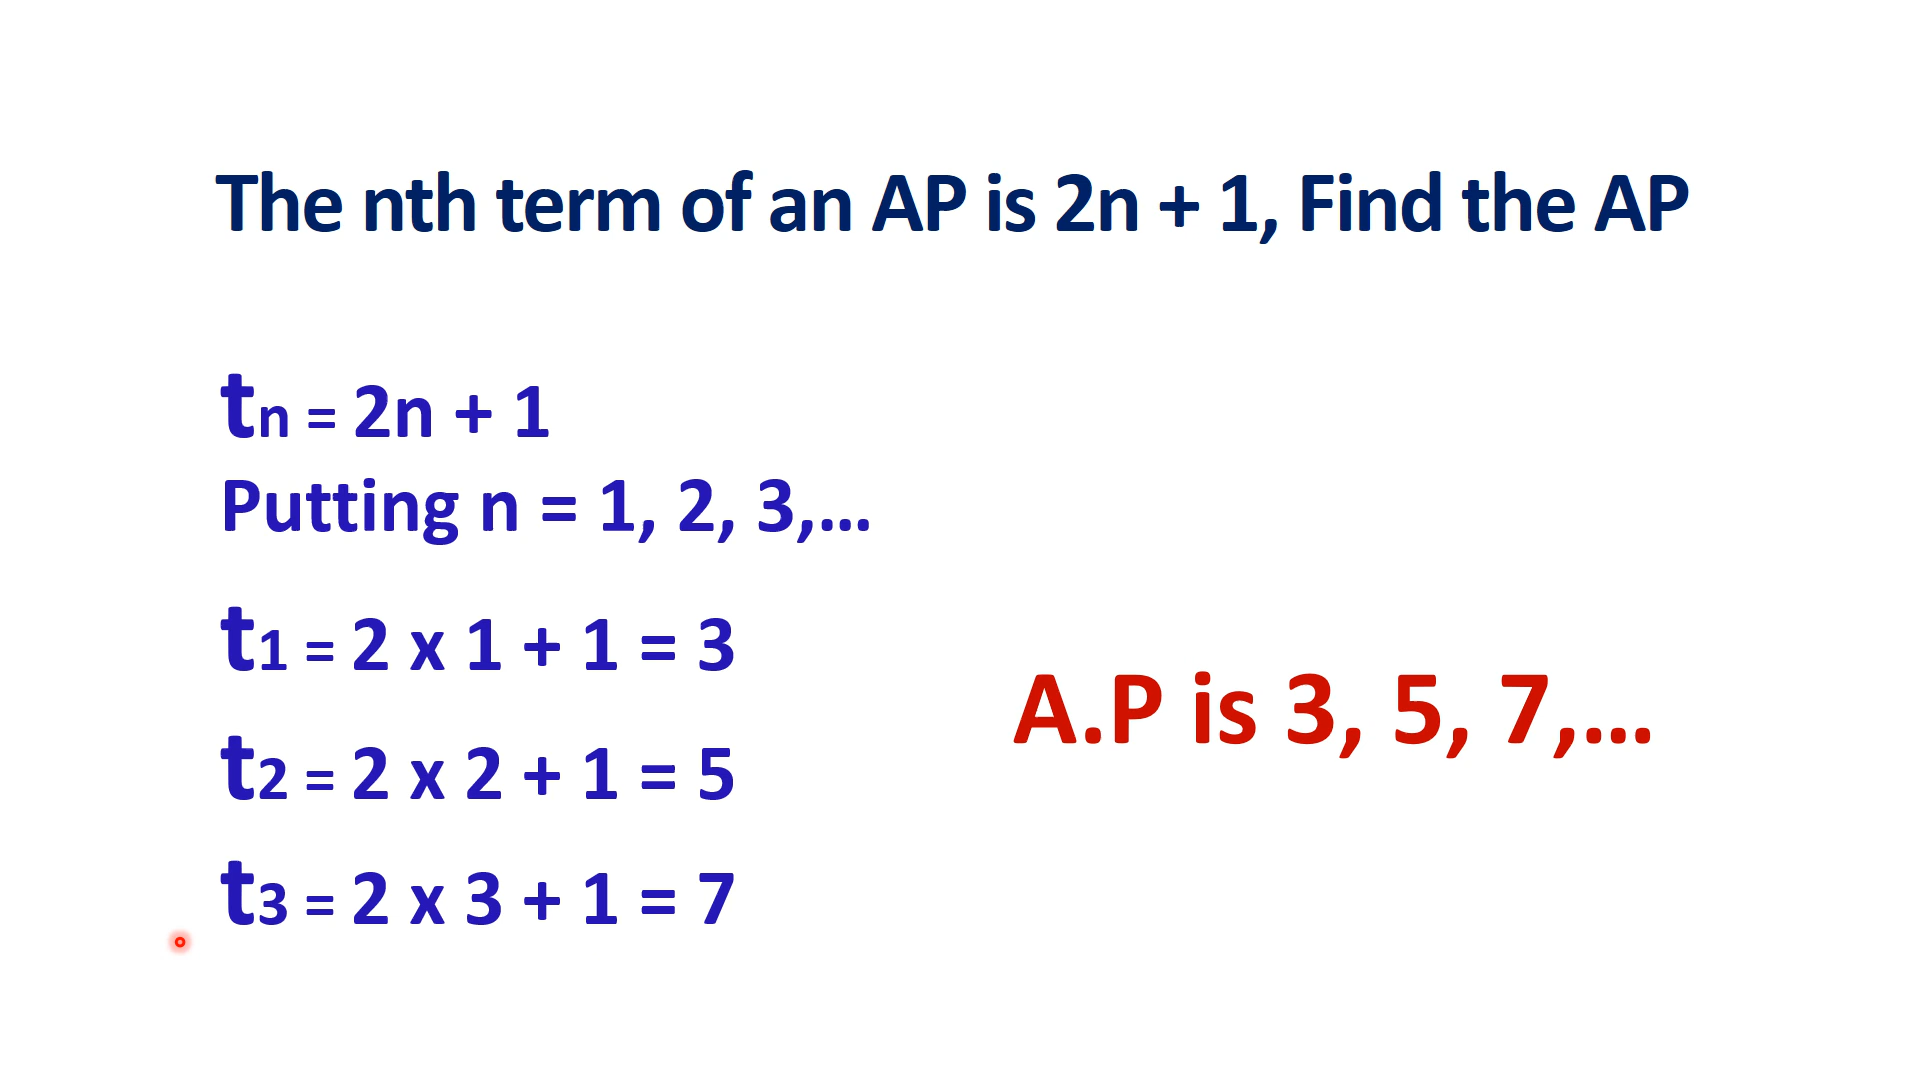 The nth term of an AP is 2n + 1, Find the AP
tn = 2n + 1
Putting n = 1, 2, 3,...
t1 = 2 x 1 + 1 = 3
t2 = 2 x 2 + 1 = 5
t3 = 2 x 3 + 1 = 7
A.P is 3, 5, 7,...